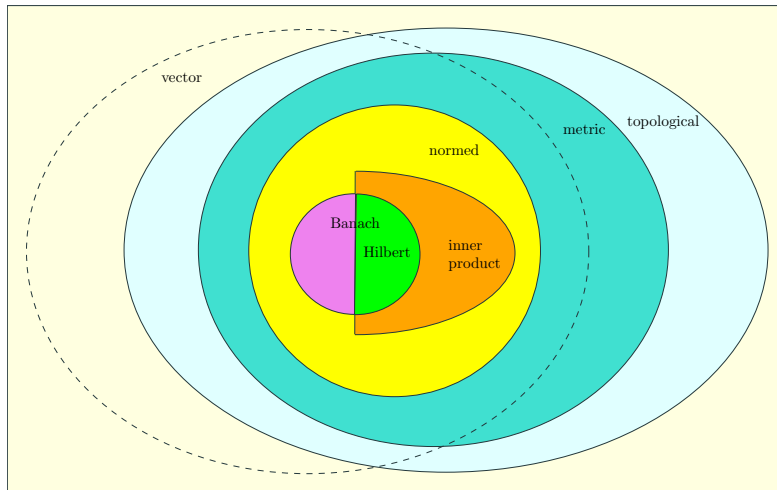 vector
topological
metric
normed
Banach
Hilbert
inner
product